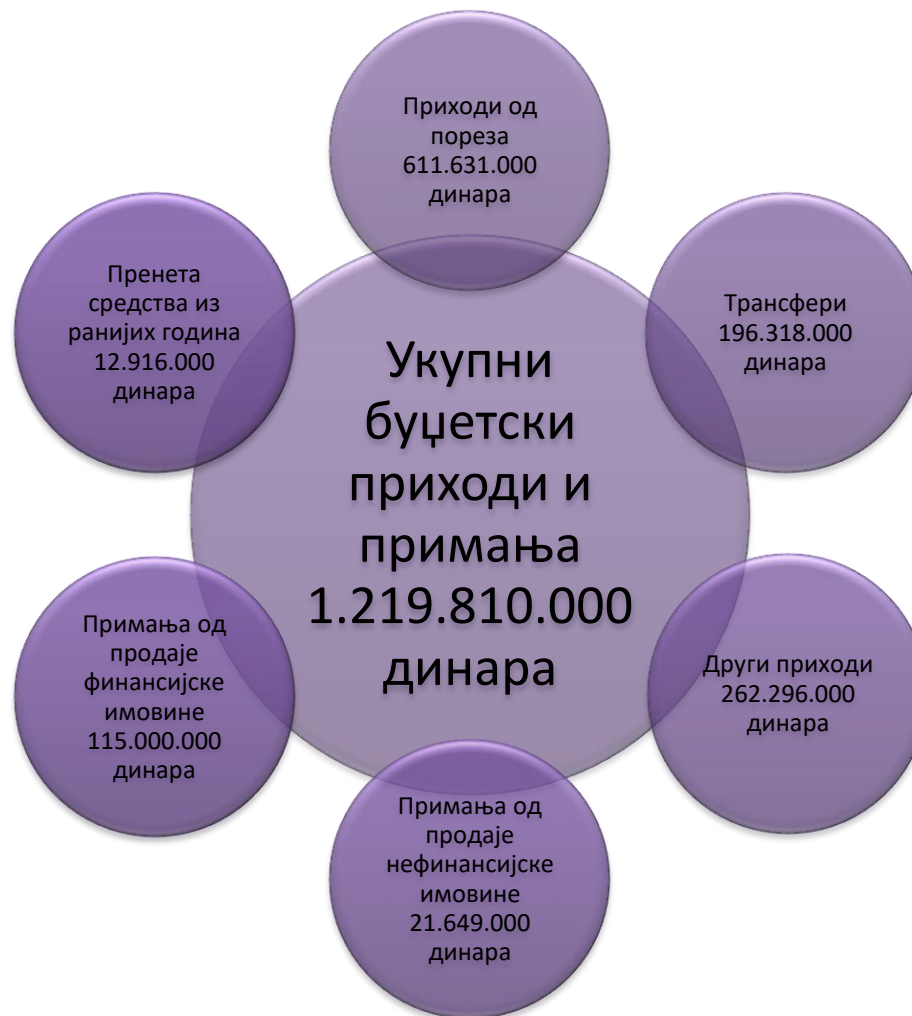 Приходи од
пореза
611.631.000
динара
Пренета
средства из
ранијих година
12.916.000
динара
Трансфери
196.318.000
динара
Укупни
буџетски
приходи и
примања
1.219.810.000
динара
Примања од
продаје
финансијске
имовине
115.000.000
динара
Други приходи
262.296.000
динара
Примања од
продаје
нефинансијске
имовине
21.649.000
динара